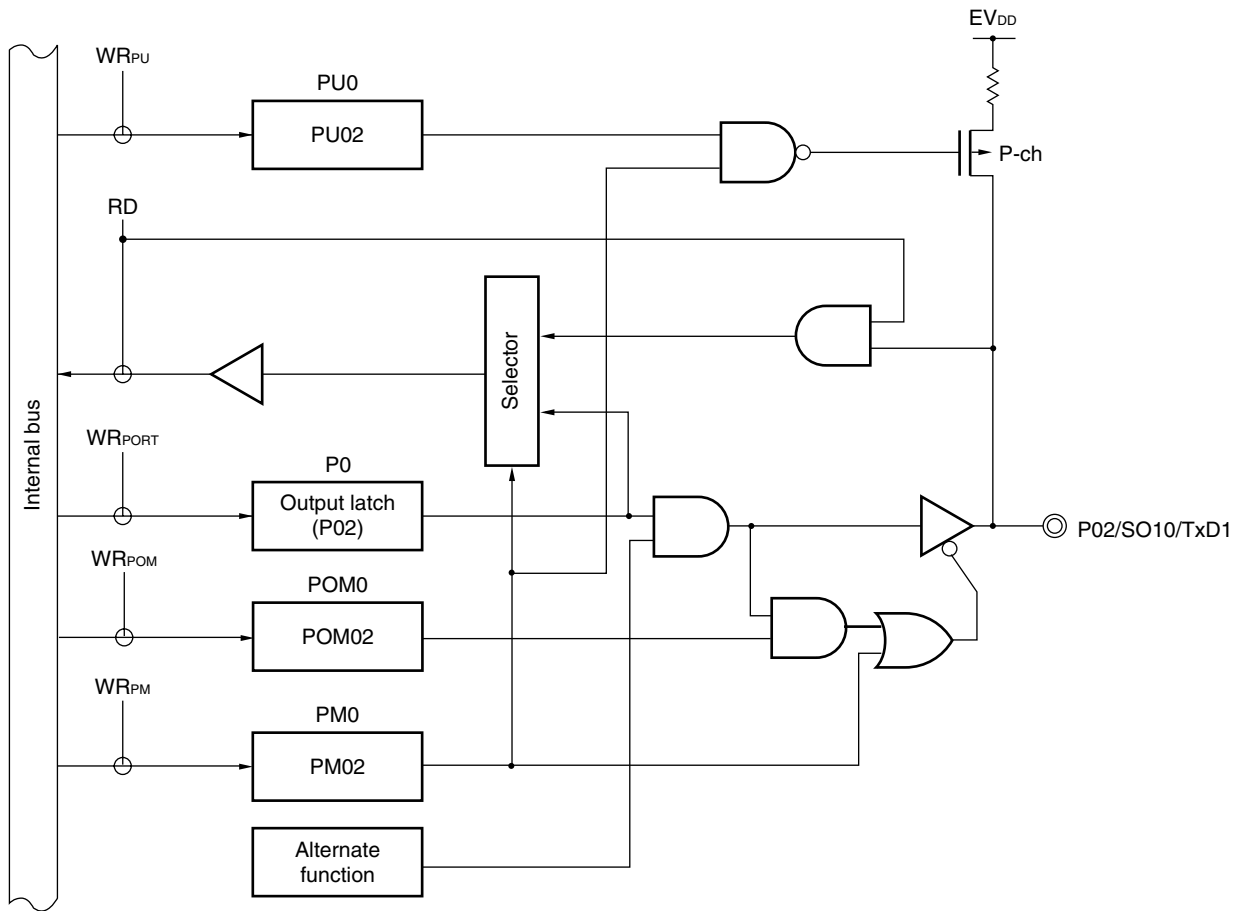 EVDD
WRPU
PU0
PU02
P-ch
RD
Selector
Internal bus
WRPORT
P0
Output latch
(P02)
P02/SO10/TxD1
WRPOM
POM0
POM02
WRPM
PM0
PM02
Alternate
function